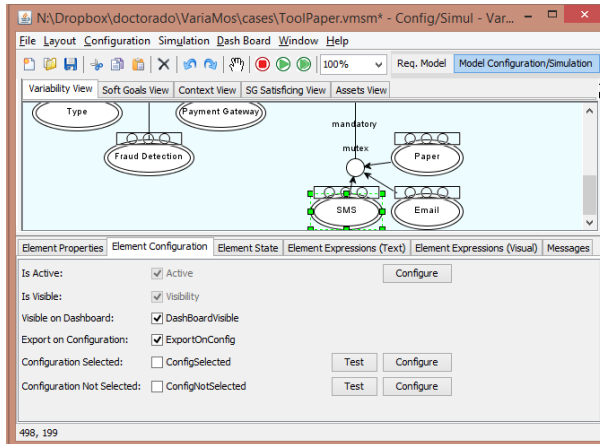 N:\Dropbox\doctorado\VariaMos\cases\ToolPaper.vmsm* - Config/Simul - Var...
File Layout Configuration Simulation Dash Board Window Help
100% Req. Model Model Configuration/Simulation
Variability View Soft Goals View Context View SG Satisficing View Assets View
Type Payment Gateway
mandatory
Fraud Detection mutex Paper
SMS Email
Element Properties Element Configuration Element State Element Expressions (Text) Element Expressions (Visual) Messages
Is Active: Active Configure
Is Visible: Visibility
Visible on Dashboard: DashBoardVisible
Export on Configuration: ExportOnConfig
Configuration Selected: ConfigSelected Test Configure
Configuration Not Selected: ConfigNotSelected Test Configure
498, 199